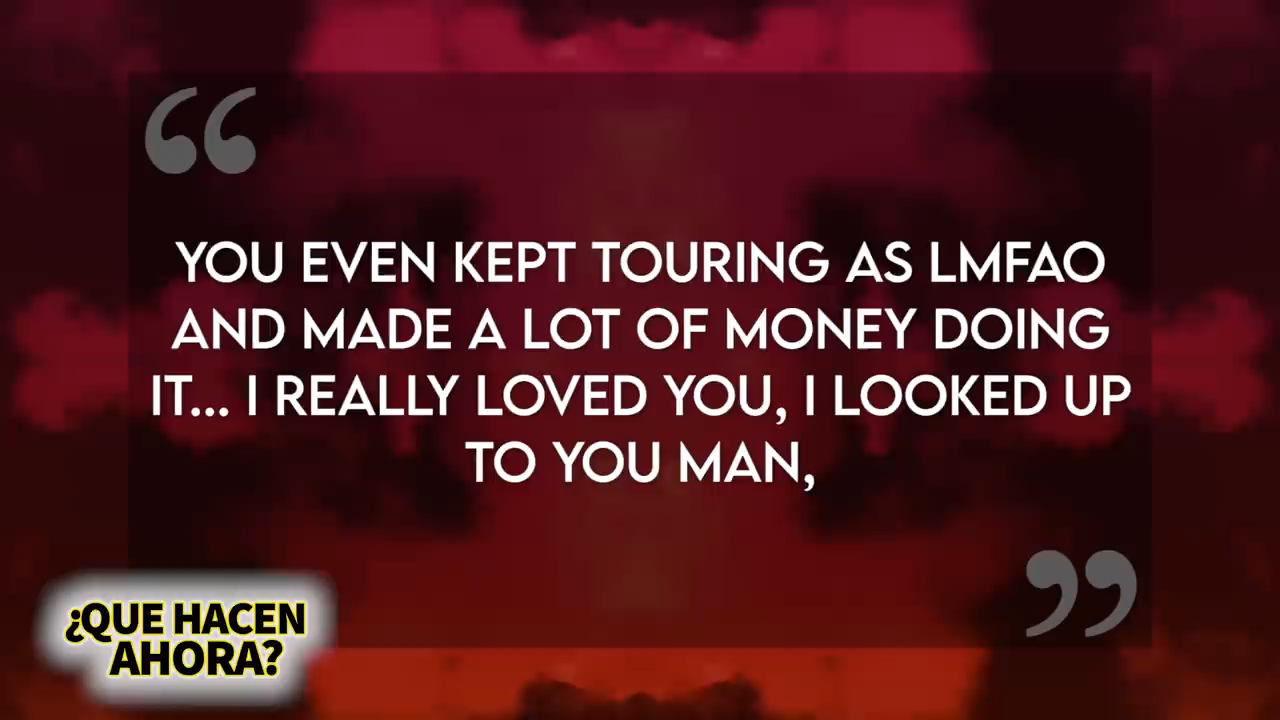 YOU EVEN KEPT TOURING AS LMFAO
AND MADE A LOT OF MONEY DOING
IT... I REALLY LOVED YOU, I LOOKED UP
TO YOU MAN,
¿QUE HACEN
AHORA?